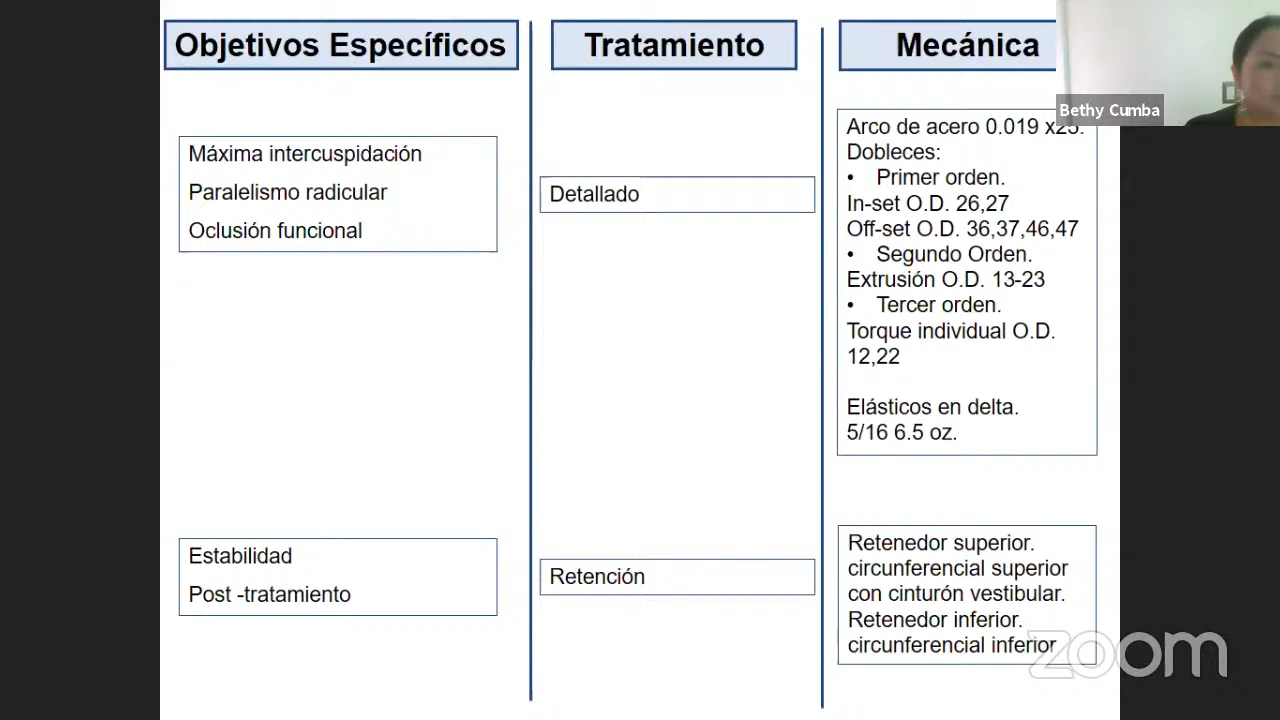 Objetivos Específicos
Tratamiento
Mecánica
Bethy Cumba
Máxima intercuspidación
Paralelismo radicular
Oclusión funcional
Detallado
Arco de acero 0.019 x25.
Dobleces:
• Primer orden.
In-set O.D. 26,27
Off-set O.D. 36,37,46,47
• Segundo Orden.
Extrusión O.D. 13-23
• Tercer orden.
Torque individual O.D.
12,22
Elásticos en delta.
5/16 6.5 oz.
Estabilidad
Post -tratamiento
Retención
Retenedor superior.
circunferencial superior
con cinturón vestibular.
Retenedor inferior.
circunferencial inferior
zoom